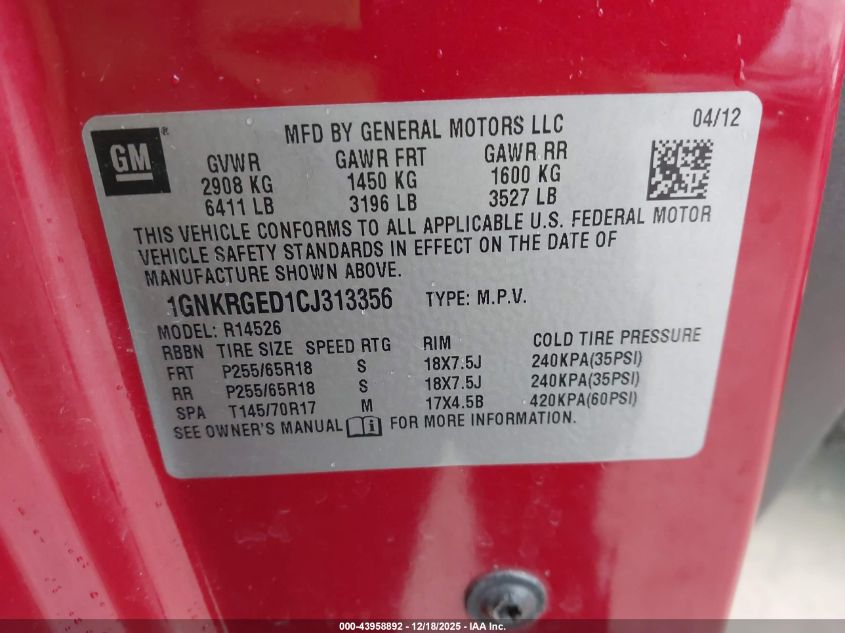 GM ®
MFD BY GENERAL MOTORS LLC 04/12
GVWR GAWR FRT GAWR RR
2908 KG 1450 KG 1600 KG
6411 LB 3196 LB 3527 LB
THIS VEHICLE CONFORMS TO ALL APPLICABLE U.S. FEDERAL MOTOR
VEHICLE SAFETY STANDARDS IN EFFECT ON THE DATE OF
MANUFACTURE SHOWN ABOVE.
1GNKRGED1CJ313356 TYPE: M.P.V.
MODEL: R14526
RBBN TIRE SIZE SPEED RTG RIM COLD TIRE PRESSURE
FRT P255/65R18 S 18X7.5J 240KPA(35PSI)
RR P255/65R18 S 18X7.5J 240KPA(35PSI)
SPA T145/70R17 M 17X4.5B 420KPA(60PSI)
SEE OWNER'S MANUAL FOR MORE INFORMATION.
000-43958892 - 12/18/2025 - IAA Inc.